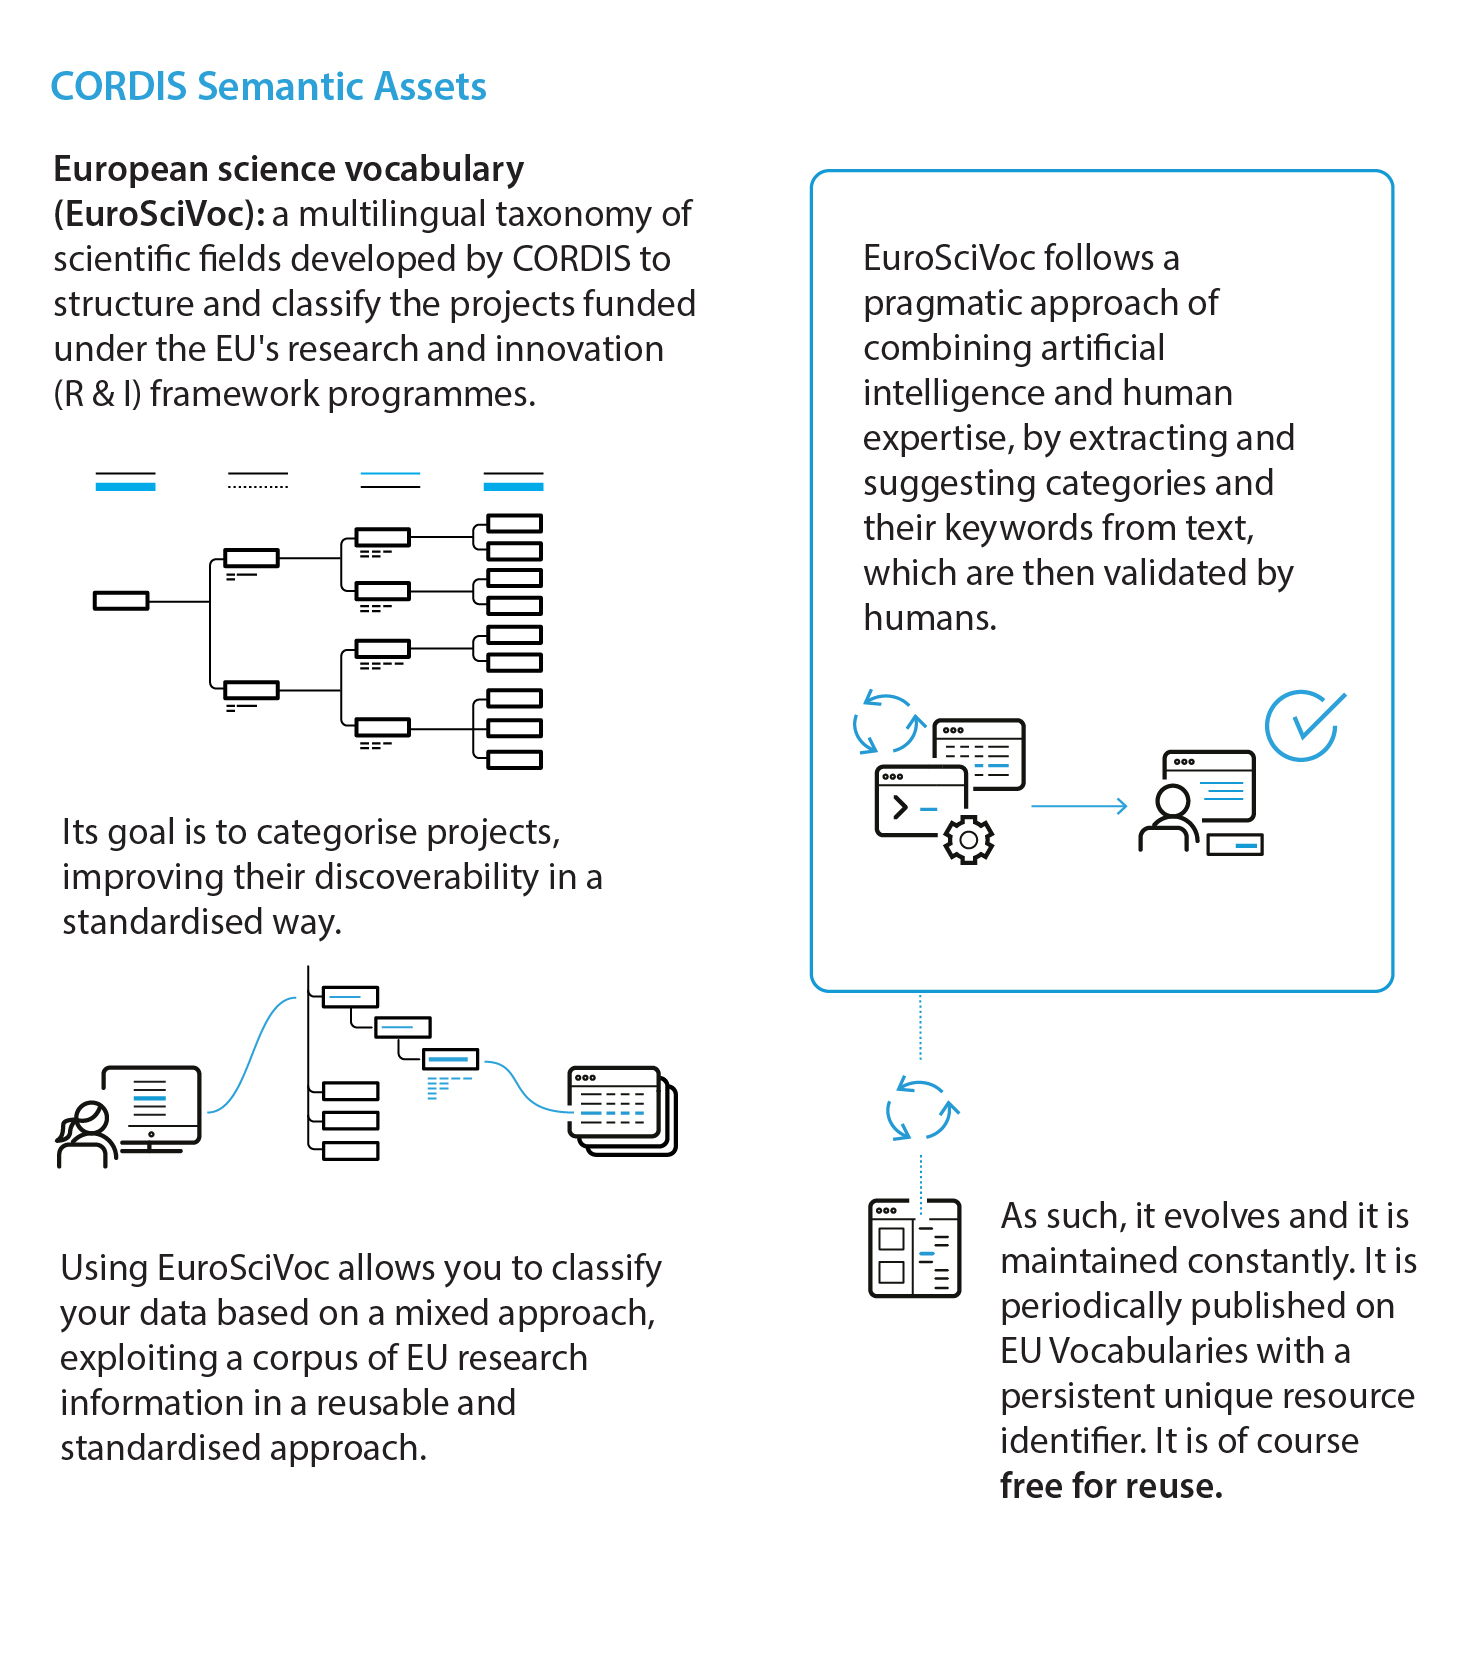 CORDIS Semantic Assets
European science vocabulary
(EuroSciVoc): a multilingual taxonomy of
scientific fields developed by CORDIS to
structure and classify the projects funded
under the EU's research and innovation
(R & I) framework programmes.
Its goal is to categorise projects,
improving their discoverability in a
standardised way.
Using EuroSciVoc allows you to classify
your data based on a mixed approach,
exploiting a corpus of EU research
information in a reusable and
standardised approach.
EuroSciVoc follows a
pragmatic approach of
combining artificial
intelligence and human
expertise, by extracting and
suggesting categories and
their keywords from text,
which are then validated by
humans.
As such, it evolves and it is
maintained constantly. It is
periodically published on
EU Vocabularies with a
persistent unique resource
identifier. It is of course
free for reuse.